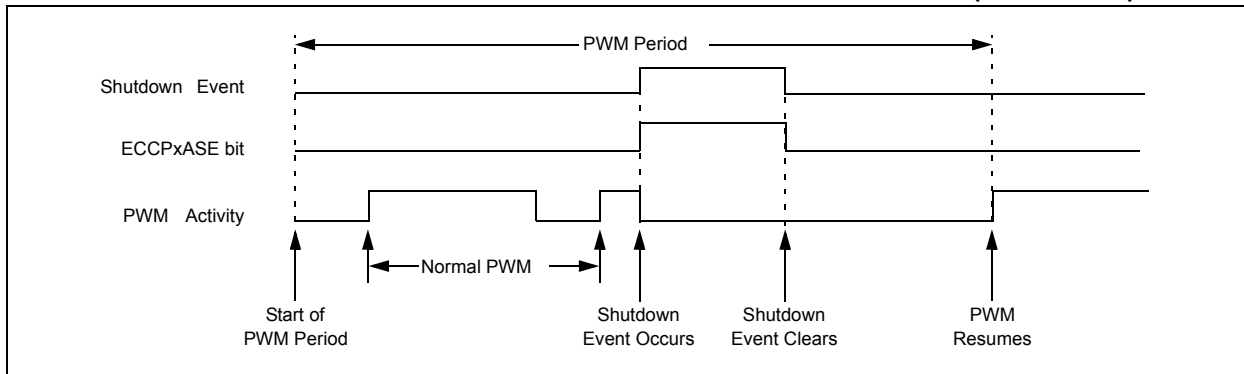 PWM Period
Shutdown Event
ECCPxASE bit
PWM Activity
Normal PWM
Start of
PWM Period
Shutdown
Event Occurs
Shutdown
Event Clears
PWM
Resumes